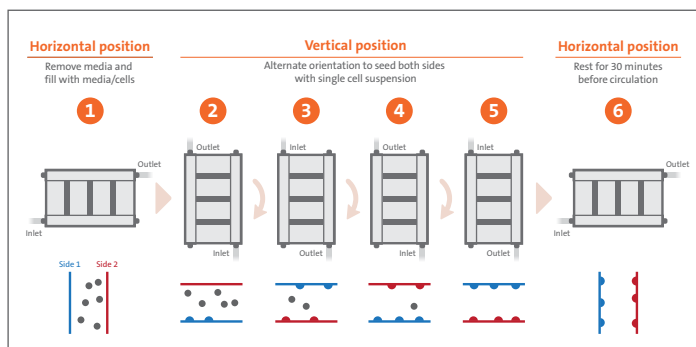 Horizontal position
Remove media and
fill with media/cells
Vertical position
Alternate orientation to seed both sides
with single cell suspension
Horizontal position
Rest for 30 minutes
before circulation
1
2
3
4
5
6
Outlet
Inlet
Outlet
Inlet
Inlet
Outlet
Outlet
Inlet
Inlet
Outlet
Outlet
Inlet
Side 1
Side 2